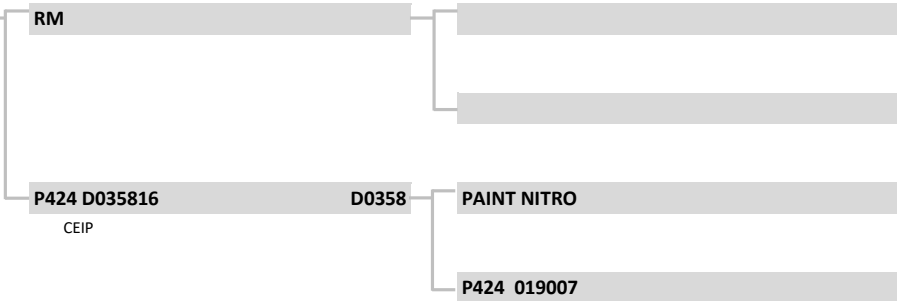 RM
P424 D035816 D0358
CEIP
PAINT NITRO
P424 019007